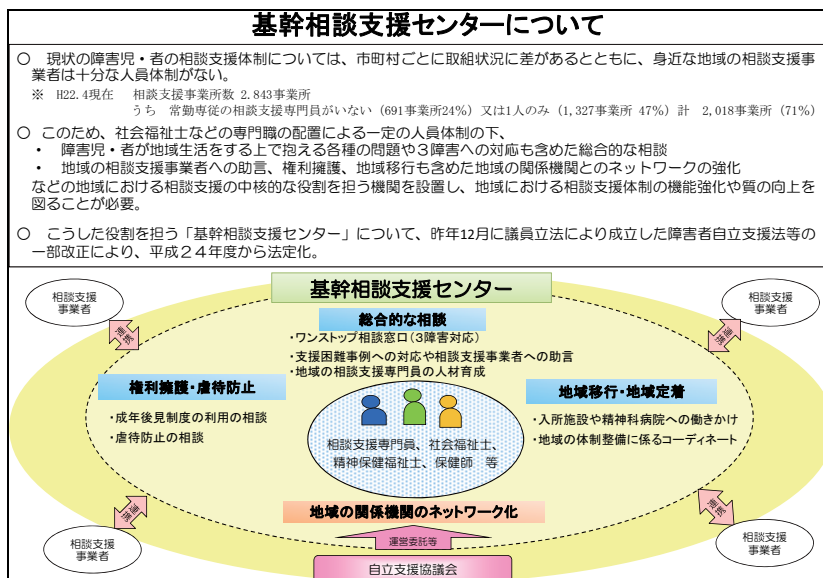 基幹相談支援センターについて
○ 現状の障害児・者の相談支援体制については、市町村ごとに取組状況に差があるとともに、身近な地域の相談支援事
業者は十分な人員体制がない。
※ H22.4現在 相談支援事業所数 2.843事業所
うち 常勤専従の相談支援専門員がいない（691事業所24%）又は1人のみ（1,327事業所 47%）計 2,018事業所（71%）
○ このため、社会福祉士などの専門職の配置による一定の人員体制の下、
・ 障害児・者が地域生活をする上で抱える各種の問題や３障害への対応も含めた総合的な相談
・ 地域の相談支援事業者への助言、権利擁護、地域移行も含めた地域の関係機関とのネットワークの強化
などの地域における相談支援の中核的な役割を担う機関を設置し、地域における相談支援体制の機能強化や質の向上を
図ることが必要。
○ こうした役割を担う「基幹相談支援センター」について、昨年12月に議員立法により成立した障害者自立支援法等の
一部改正により、平成２４年度から法定化。
基幹相談支援センター
相談支援
事業者
連携
相談支援
事業者
連携
総合的な相談
・ワンストップ相談窓口（３障害対応）
・支援困難事例への対応や相談支援事業者への助言
・地域の相談支援専門員の人材育成
権利擁護・虐待防止
・成年後見制度の利用の相談
・虐待防止の相談
地域移行・地域定着
・入所施設や精神科病院への働きかけ
・地域の体制整備に係るコーディネート
相談支援専門員、社会福祉士、
精神保健福祉士、保健師 等
地域の関係機関のネットワーク化
連携
相談支援
事業者
連携
相談支援
事業者
運営委託等
自立支援協議会